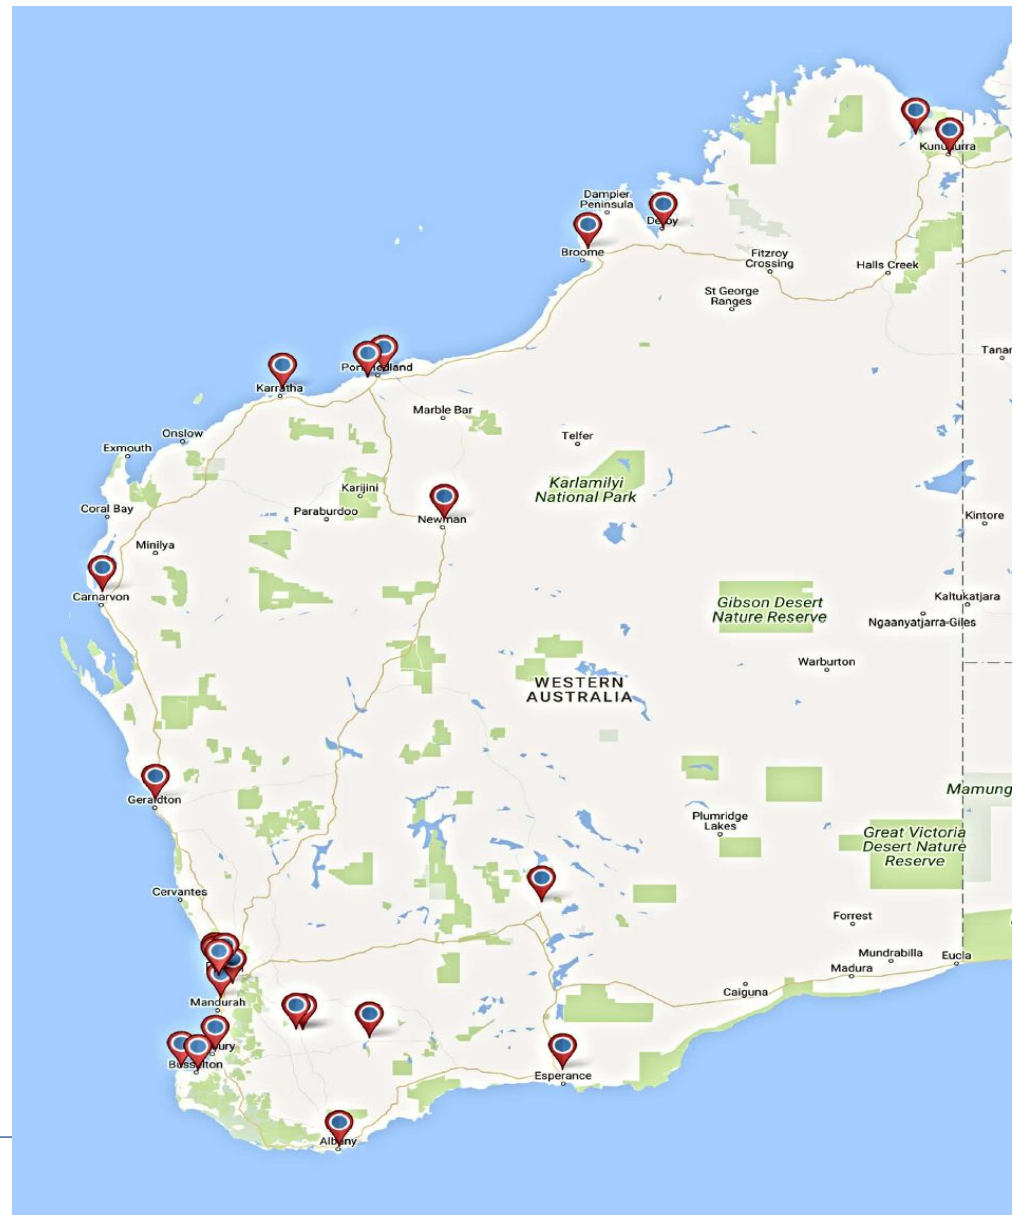 Kununurra
Dampier
Peninsula
Derby
Broome
Fitzroy
Crossing
Halls Creek
St George
Ranges
Tanar
Port Hedland
Karratha
Marble Bar
Onslow
Telfer
Exmouth
Karijini
Karlamilyi
National Park
Coral Bay
Paraburdoo
Newman
Kintore
Minilya
Carnarvon
Kaltukatjara
Gibson Desert
Nature Reserve
Ngaanyatjarra-Giles
Warburton
WESTERN
AUSTRALIA
Mamung
Geraldton
Plumridge
Lakes
Great Victoria
Desert Nature
Reserve
Cervantes
Forrest
Mundrabilla
Eucla
Madura
Mandurah
Caiguna
bury
Busselton
Esperance
Albany